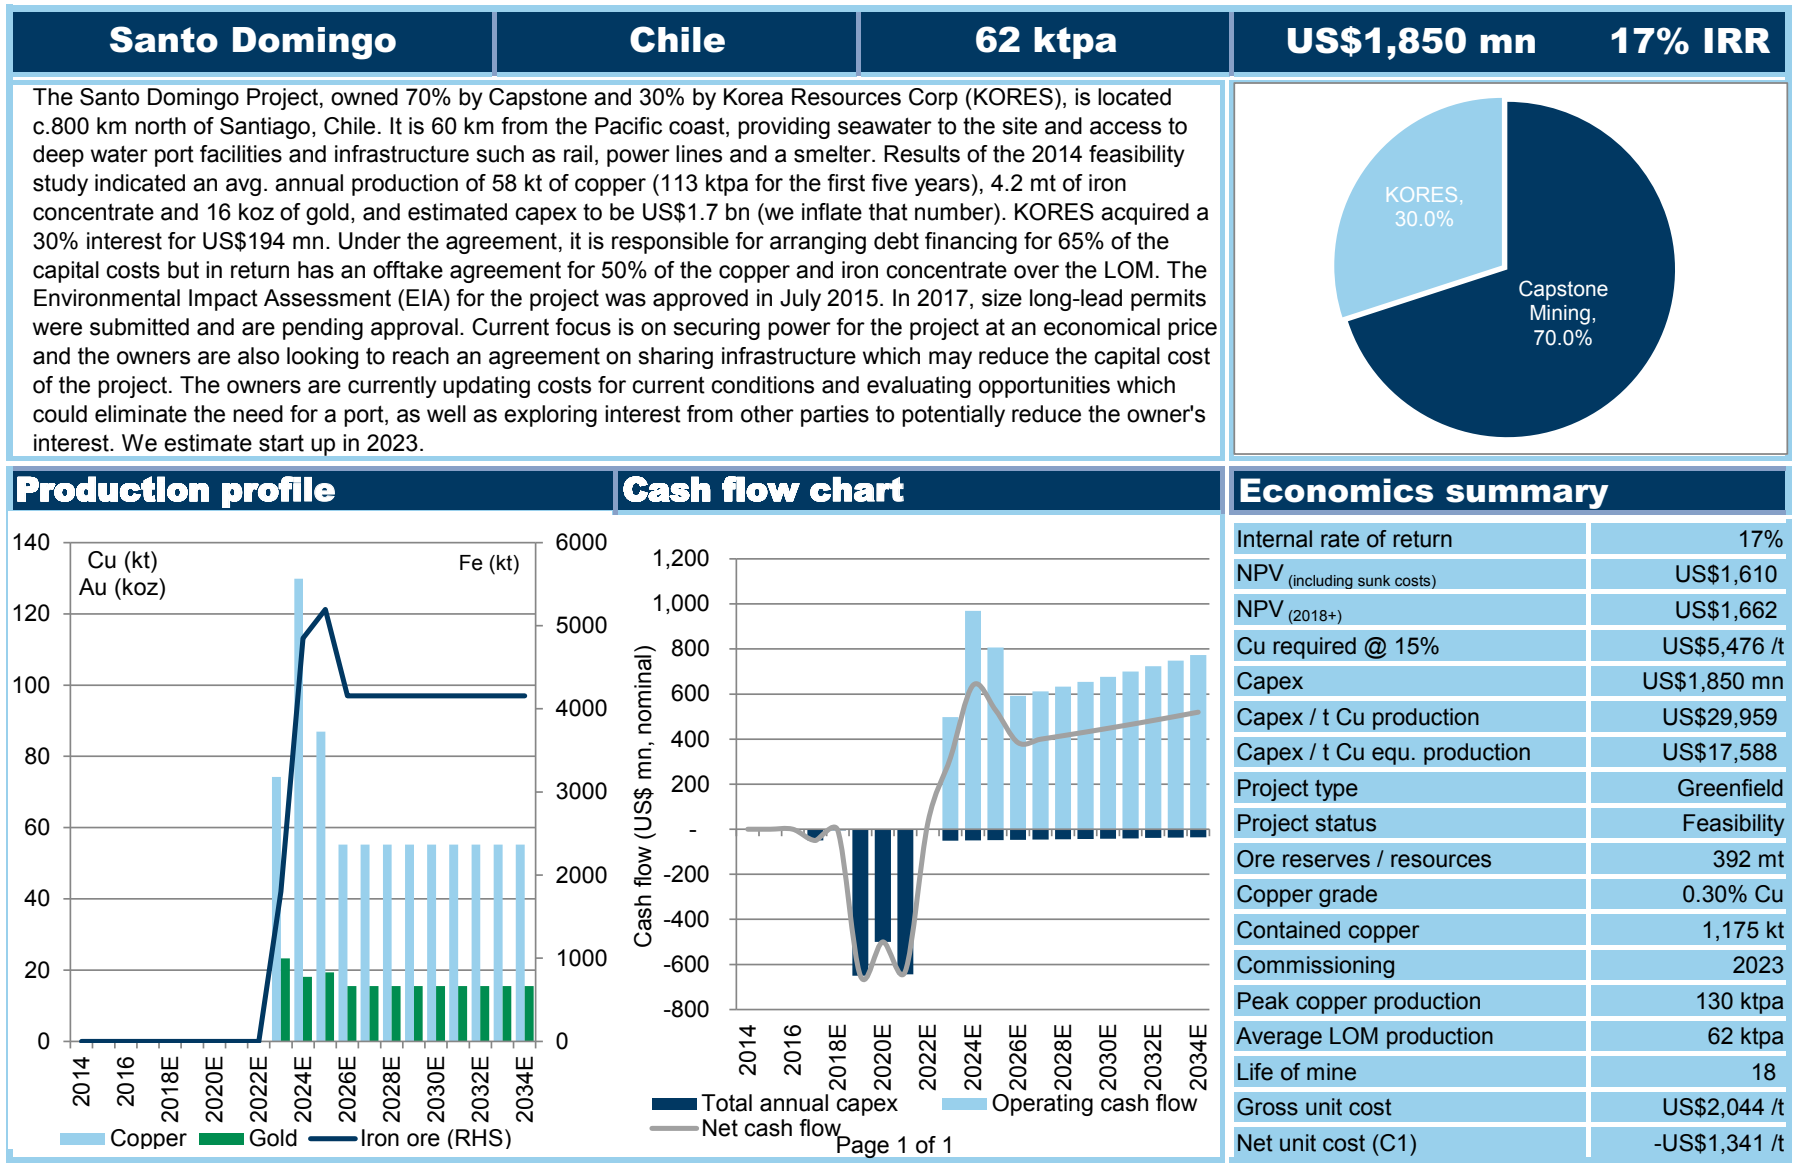 Santo Domingo
Chile
62 ktpa
US$1,850 mn
17% IRR
The Santo Domingo Project, owned 70% by Capstone and 30% by Korea Resources Corp (KORES), is located
c.800 km north of Santiago, Chile. It is 60 km from the Pacific coast, providing seawater to the site and access to
deep water port facilities and infrastructure such as rail, power lines and a smelter. Results of the 2014 feasibility
study indicated an avg. annual production of 58 kt of copper (113 ktpa for the first five years), 4.2 mt of iron
concentrate and 16 koz of gold, and estimated capex to be US$1.7 bn (we inflate that number). KORES acquired a
30% interest for US$194 mn. Under the agreement, it is responsible for arranging debt financing for 65% of the
capital costs but in return has an offtake agreement for 50% of the copper and iron concentrate over the LOM. The
Environmental Impact Assessment (EIA) for the project was approved in July 2015. In 2017, size long-lead permits
were submitted and are pending approval. Current focus is on securing power for the project at an economical price
and the owners are also looking to reach an agreement on sharing infrastructure which may reduce the capital cost
of the project. The owners are currently updating costs for current conditions and evaluating opportunities which
could eliminate the need for a port, as well as exploring interest from other parties to potentially reduce the owner's
interest. We estimate start up in 2023.
KORES,
30.0%
Capstone
Mining,
70.0%
Production profile
140
120
100
80
60
40
20
0
Cu (kt)
Au (koz)
Fe (kt)
6000
5000
4000
3000
2000
1000
0
2014
2016
2018E
2020E
2022E
2024E
2026E
2028E
2030E
2032E
2034E
Copper
Gold
Iron ore (RHS)
Cash flow chart
Cash flow (US$ mn, nominal)
1,200
1,000
800
600
400
200
-
-200
-400
-600
-800
2014
2016
2018E
2020E
2022E
2024E
2026E
2028E
2030E
2032E
2034E
Total annual capex
Operating cash flow
Net cash flow
Page 1 of 1
Economics summary
Internal rate of return 17%
NPV (including sunk costs) US$1,610
NPV (2018+) US$1,662
Cu required @ 15% US$5,476 /t
Capex US$1,850 mn
Capex / t Cu production US$29,959
Capex / t Cu equ. production US$17,588
Project type Greenfield
Project status Feasibility
Ore reserves / resources 392 mt
Copper grade 0.30% Cu
Contained copper 1,175 kt
Commissioning 2023
Peak copper production 130 ktpa
Average LOM production 62 ktpa
Life of mine 18
Gross unit cost US$2,044 /t
Net unit cost (C1) -US$1,341 /t